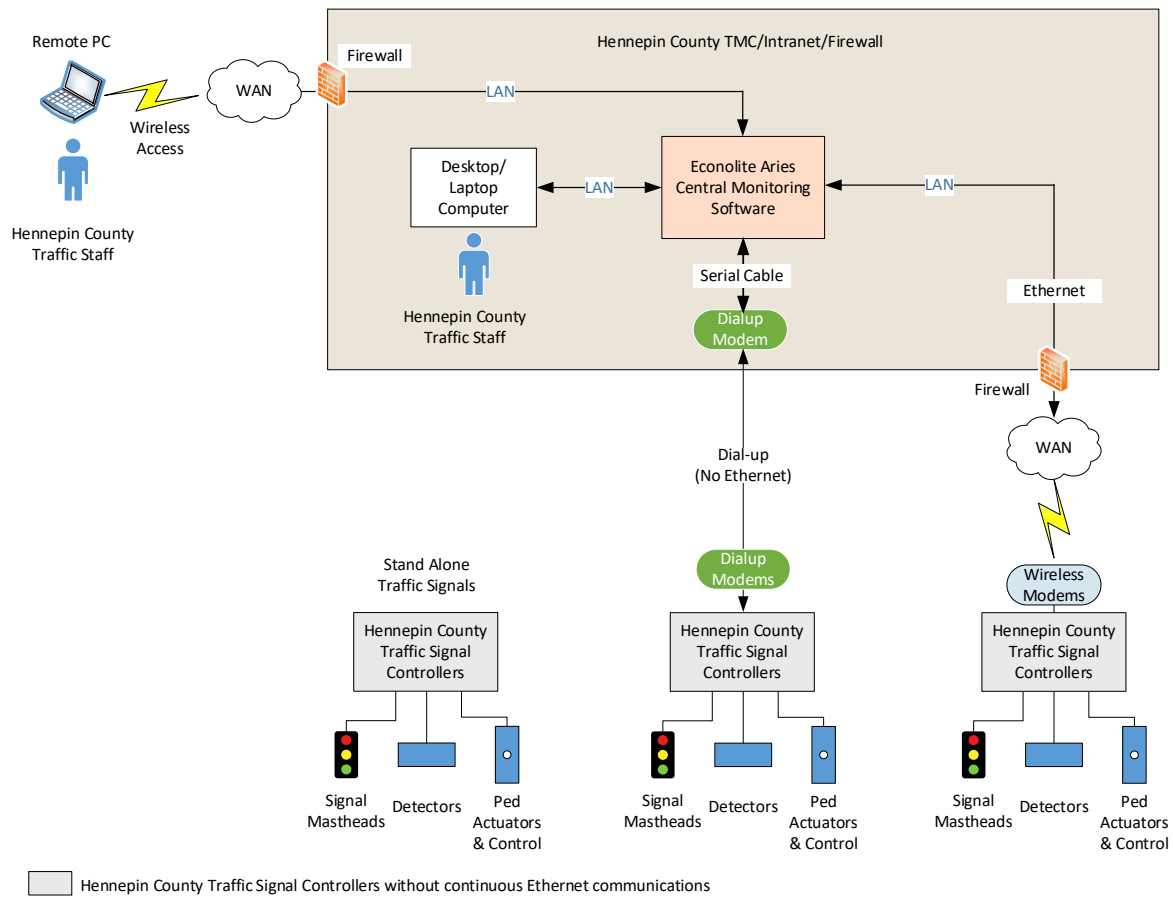 Remote PC
Hennepin County TMC/Intranet/Firewall
Firewall
WAN
LAN
Wireless
Access
Hennepin County
Traffic Staff
Desktop/
Laptop
Computer
LAN
Econolite Aries
Central Monitoring
Software
LAN
Hennepin County
Traffic Staff
Serial Cable
Dialup
Modem
Ethernet
Firewall
WAN
Dial-up
(No Ethernet)
Stand Alone
Traffic Signals
Dialup
Modems
Wireless
Modems
Hennepin County
Traffic Signal
Controllers
Hennepin County
Traffic Signal
Controllers
Hennepin County
Traffic Signal
Controllers
Signal
Mastheads
Detectors
Ped
Actuators
& Control
Signal
Mastheads
Detectors
Ped
Actuators
& Control
Signal
Mastheads
Detectors
Ped
Actuators
& Control
Hennepin County Traffic Signal Controllers without continuous Ethernet communications